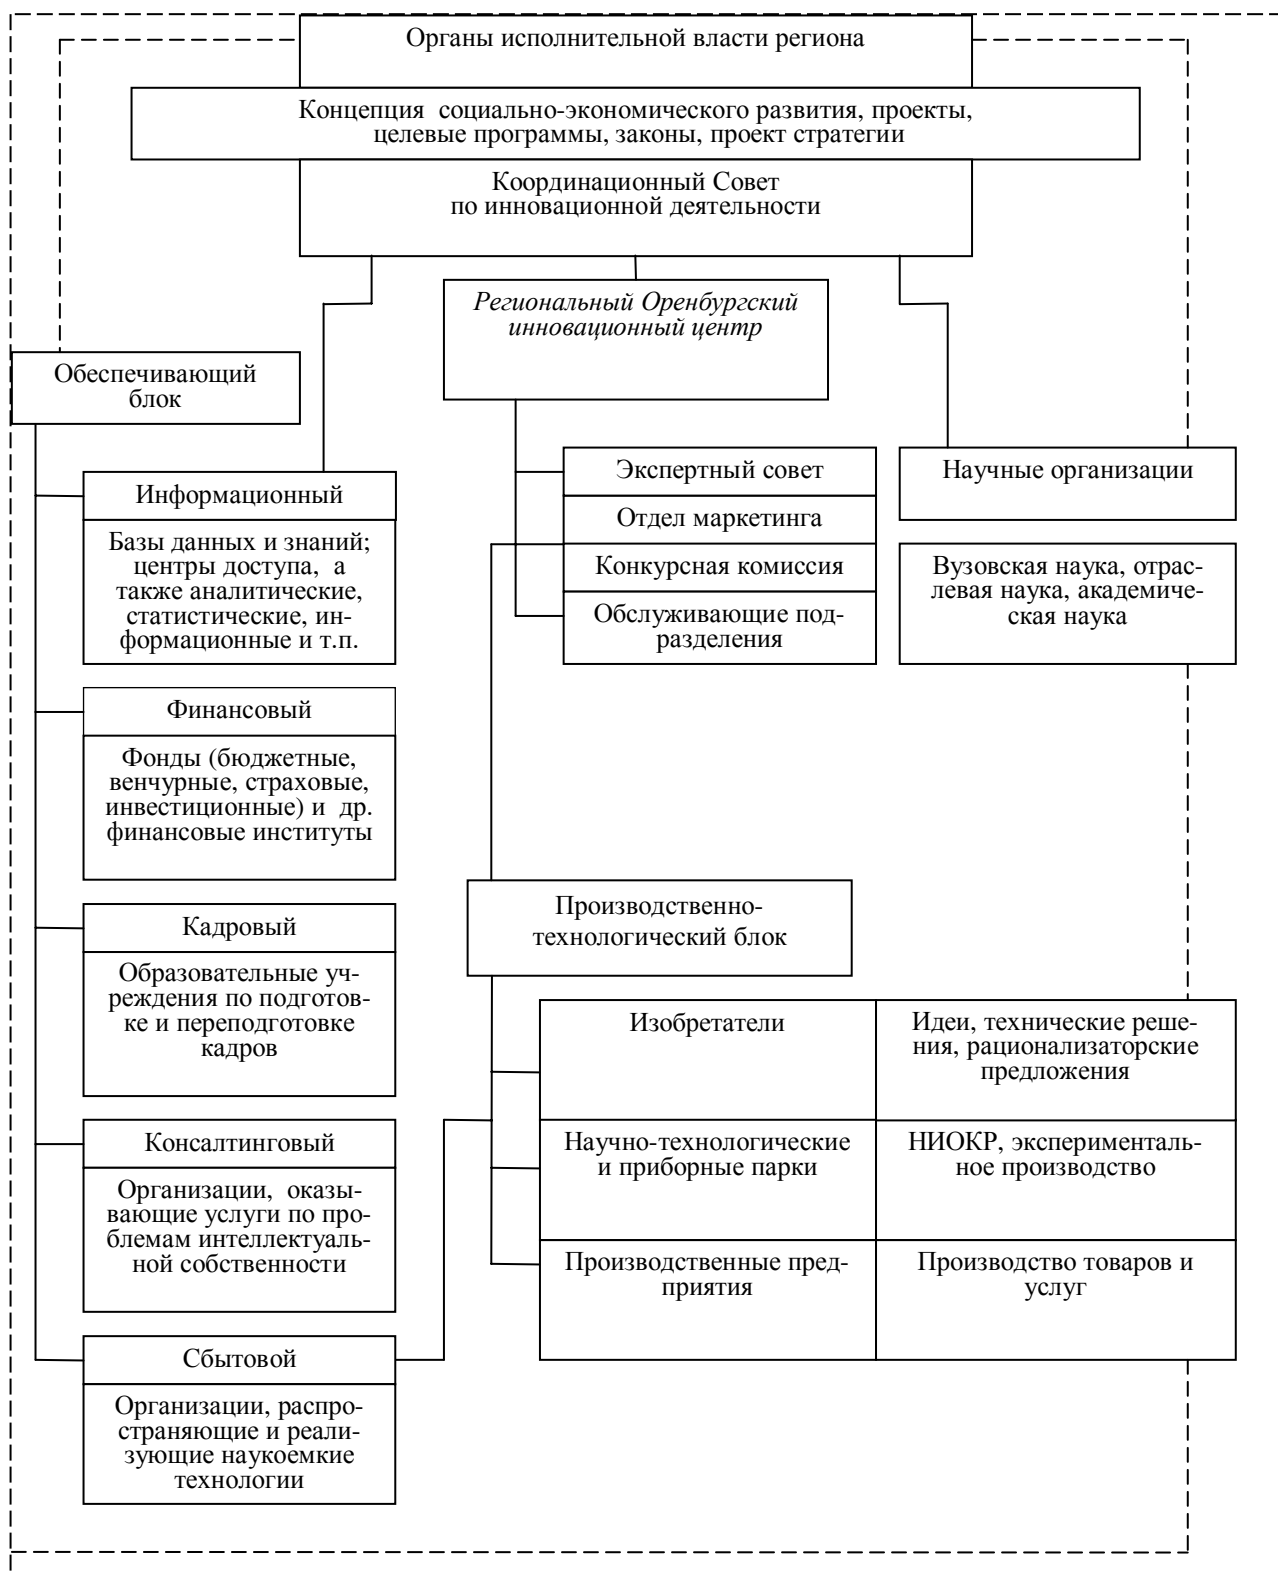 Органы исполнительной власти региона
Концепция социально-экономического развития, проекты,
целевые программы, законы, проект стратегии
Координационный Совет
по инновационной деятельности
Региональный Оренбургский
инновационный центр
Обеспечивающий
блок
Информационный
Базы данных и знаний;
центры доступа, а
также аналитические,
статистические, ин-
формационные и т.п.
Финансовый
Фонды (бюджетные,
венчурные, страховые,
инвестиционные) и др.
финансовые институты
Кадровый
Образовательные уч-
реждения по подготов-
ке и переподготовке
кадров
Консалтинговый
Организации, оказы-
вающие услуги по про-
блемам интеллектуаль-
ной собственности
Сбытовой
Организации, распро-
страняющие и реали-
зующие наукоемкие
технологии
Экспертный совет
Отдел маркетинга
Конкурсная комиссия
Обслуживающие под-
разделения
Научные организации
Вузовская наука, отрас-
левая наука, академиче-
ская наука
Производственно-
технологический блок
Изобретатели
Идеи, технические реше-
ния, рационализаторские
предложения
Научно-технологические
и приборные парки
НИОКР, эксперименталь-
ное производство
Производственные пред-
приятия
Производство товаров и
услуг